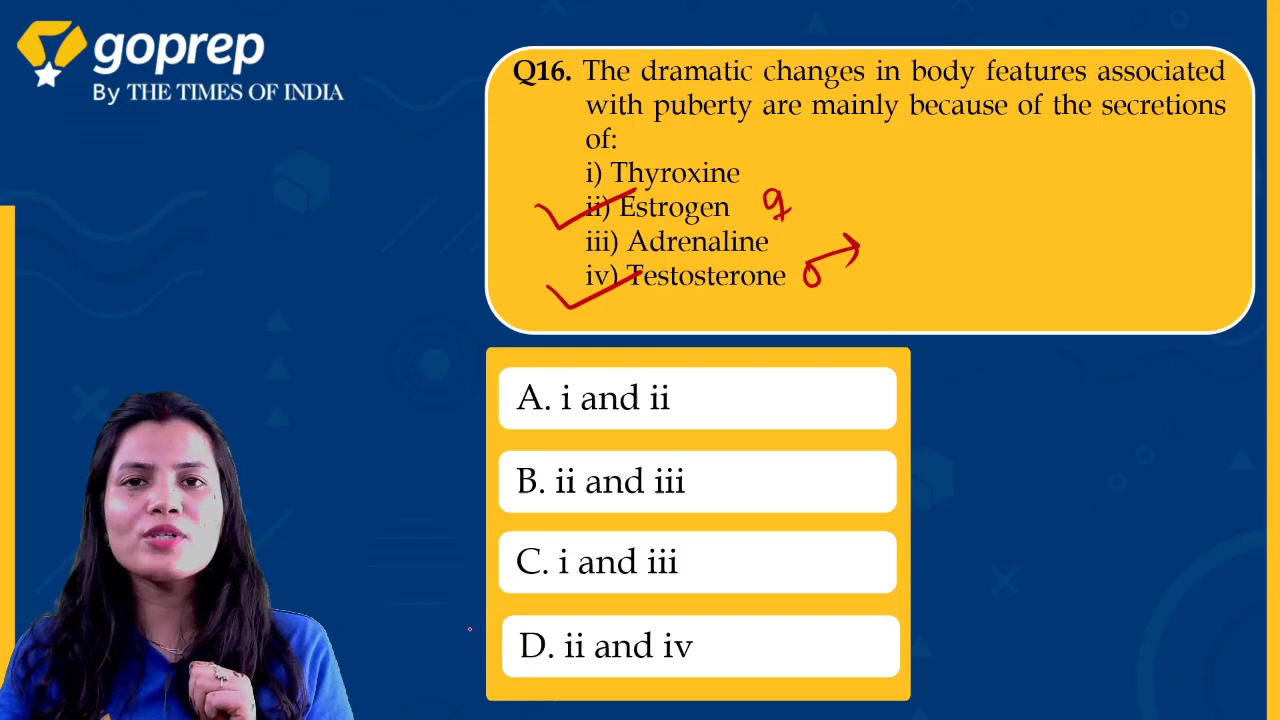 goprep
By THE TIMES OF INDIA
Q16. The dramatic changes in body features associated
with puberty are mainly because of the secretions
of:
i) Thyroxine
ii) Estrogen ♀
iii) Adrenaline
iv) Testosterone ♂
A. i and ii
B. ii and iii
C. i and iii
D. ii and iv